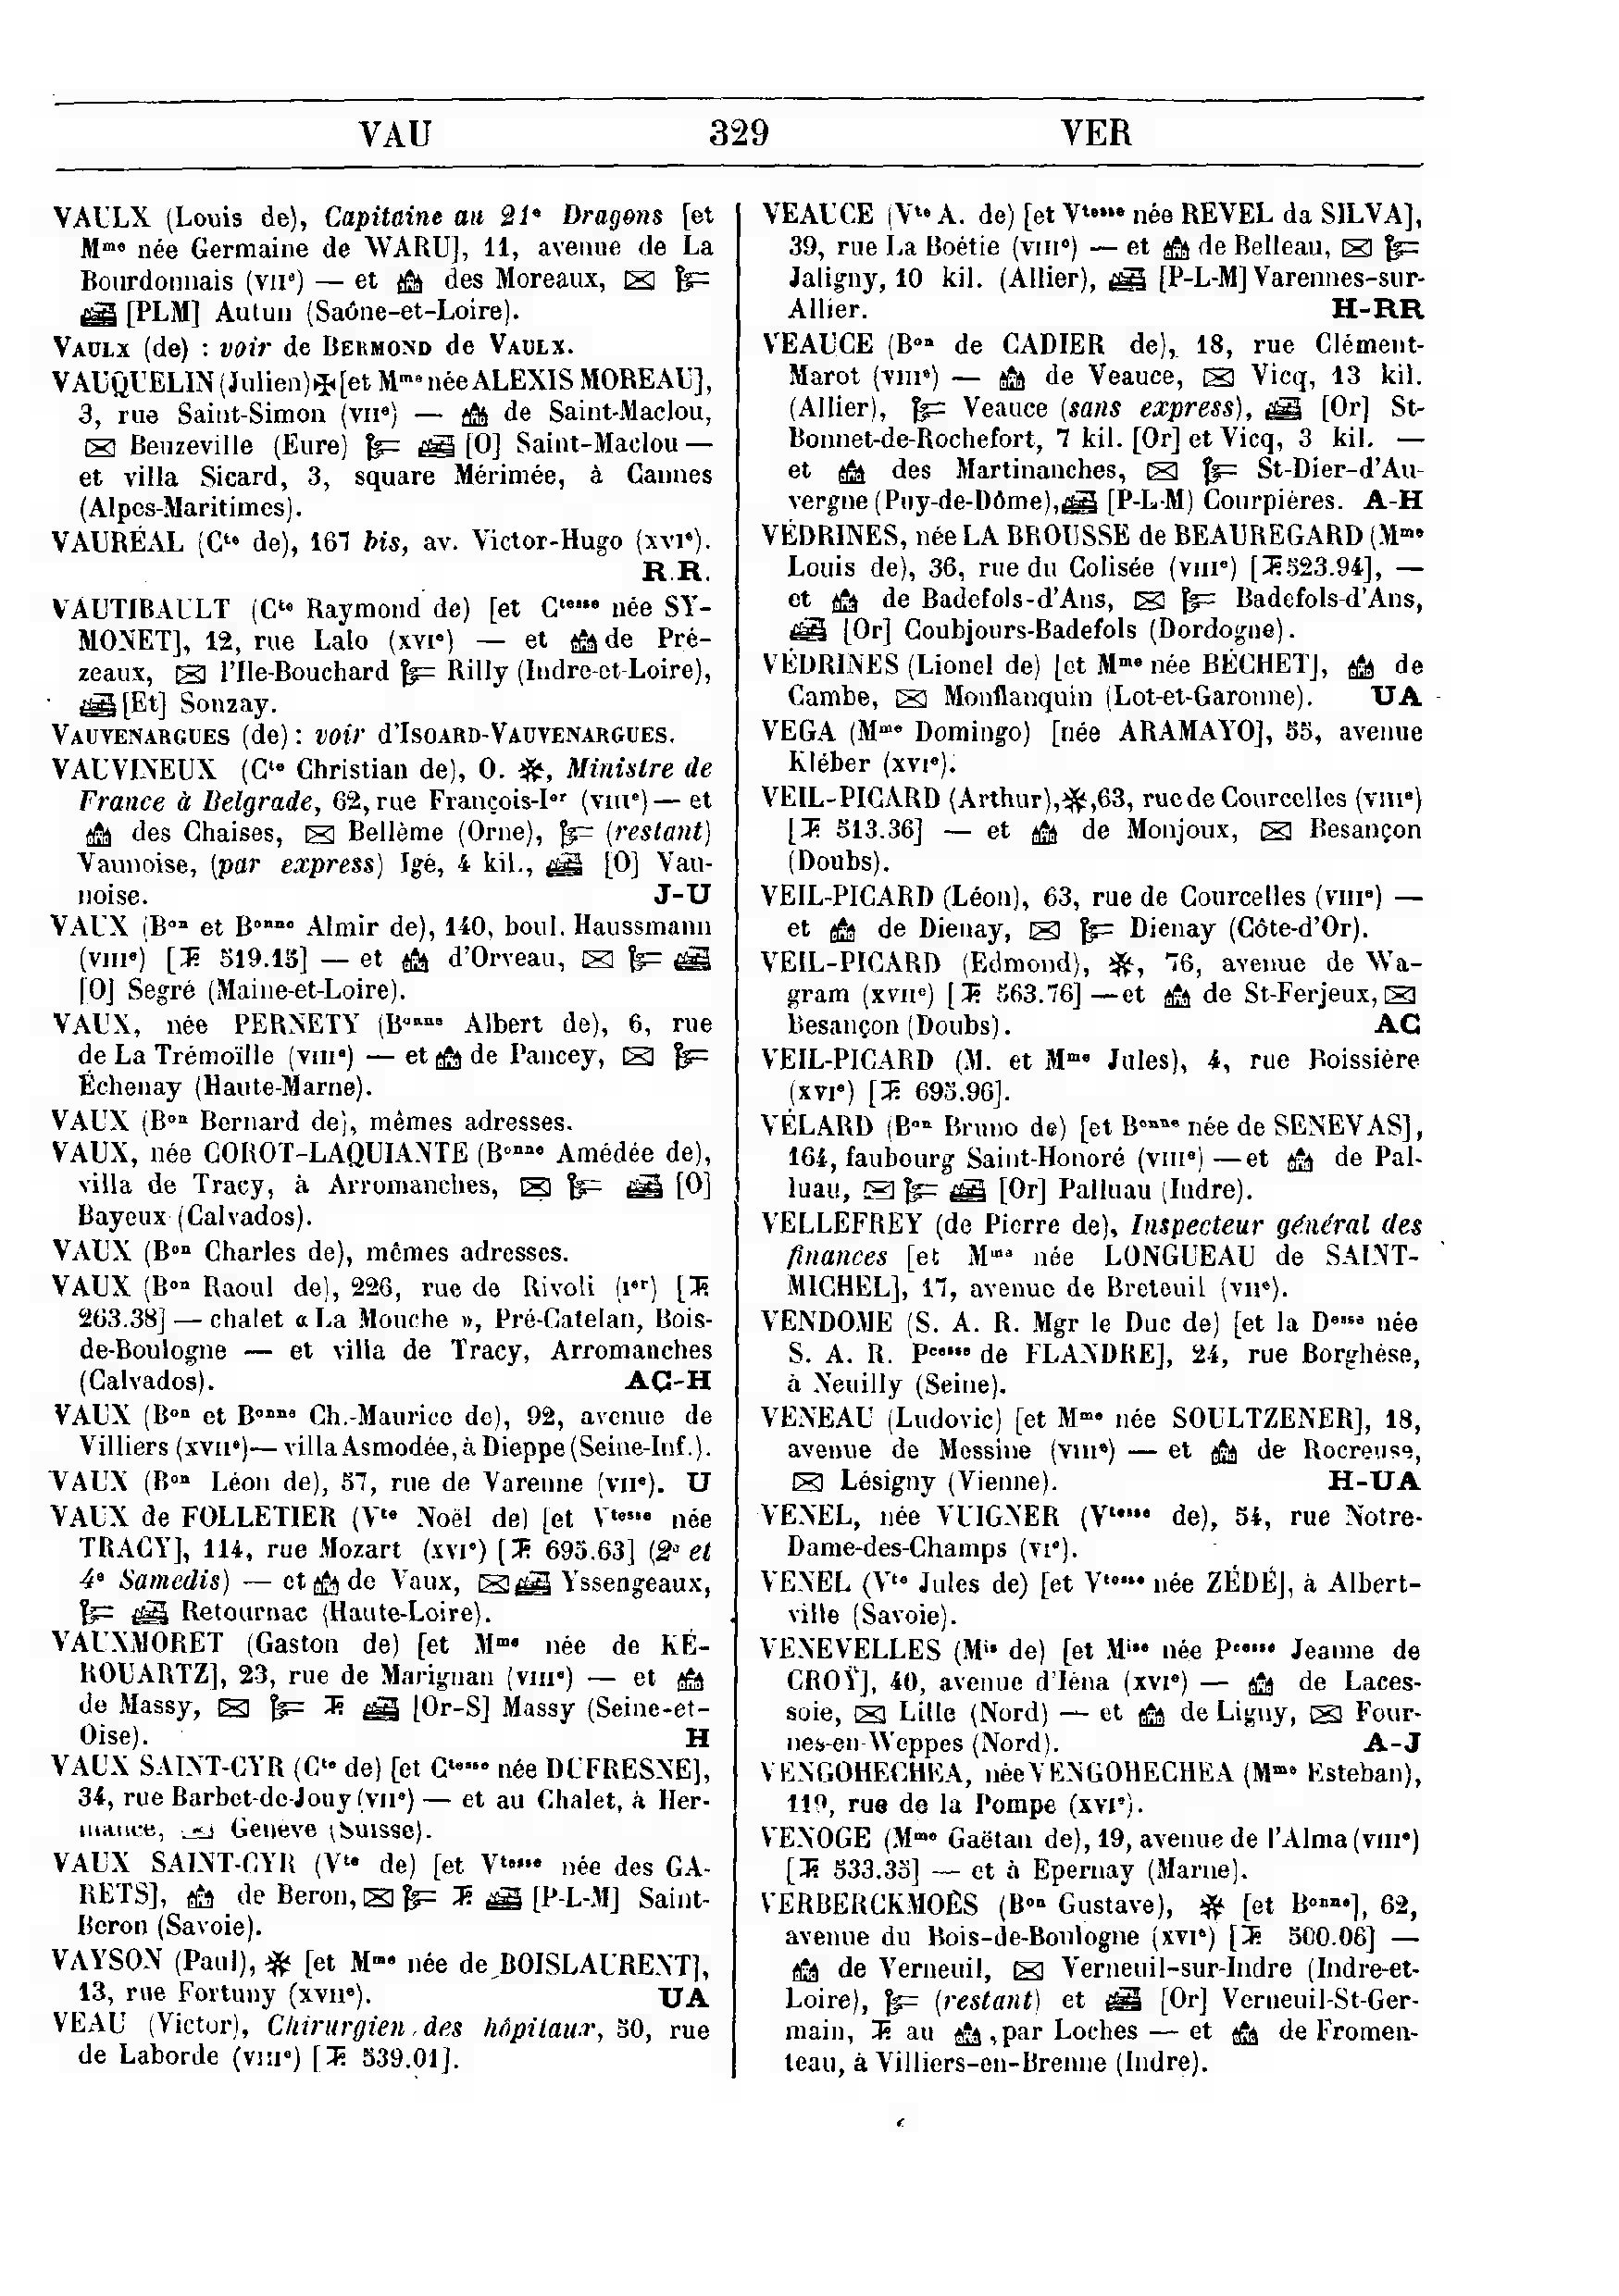 VAU 329 VER
VAULX (Louis de), Capitaine au 21e Dragons [et
Mme née Germaine de WARU], 11, avenue de La
Bourdonnais (VIIe) — et des Moreaux,
[PLM] Autun (Saône-et-Loire).
VAULX (de) : voir de BERMOND de VAULX.
VAUQUELIN (Julien) ✠ [et Mme née ALEXIS MOREAU],
3, rue Saint-Simon (VIIe) — de Saint-Maclou,
Beuzeville (Eure) [O] Saint-Maclou —
et villa Sicard, 3, square Mérimée, à Cannes
(Alpes-Maritimes).
VAURÉAL (Cte de), 167 bis, av. Victor-Hugo (XVIe).
R.R.
VAUTIBAULT (Cte Raymond de) [et Ctesse née SY-
MONET], 12, rue Lalo (XVIe) — et de Pré-
zeaux, l'Ile-Bouchard Rilly (Indre-et-Loire),
[Et] Sonzay.
VAUVENARGUES (de) : voir d'ISOARD-VAUVENARGUES.
VAUVINEUX (Cte Christian de), O. ✻, Ministre de
France à Belgrade, 62, rue François-Ier (VIIIe) — et
des Chaises, Bellème (Orne), (restant)
Vaunoise, (par express) Igé, 4 kil., [O] Vau-
noise. J-U
VAUX (Bon et Bonne Almir de), 140, boul. Haussmann
(VIIIe) [T. 519.15] — et d'Orveau,
[O] Segré (Maine-et-Loire).
VAUX, née PERNETY (Bonne Albert de), 6, rue
de La Trémoïlle (VIIIe) — et de Pancey,
Échenay (Haute-Marne).
VAUX (Bon Bernard de), mêmes adresses.
VAUX, née COROT-LAQUIANTE (Bonne Amédée de),
villa de Tracy, à Arromanches, [O]
Bayeux (Calvados).
VAUX (Bon Charles de), mêmes adresses.
VAUX (Bon Raoul de), 226, rue de Rivoli (Ier) [T.
263.38] — chalet « La Mouche », Pré-Catelan, Bois-
de-Boulogne — et villa de Tracy, Arromanches
(Calvados). AC-H
VAUX (Bon et Bonne Ch.-Maurice de), 92, avenue de
Villiers (XVIIe) — villa Asmodée, à Dieppe (Seine-Inf.).
VAUX (Bon Léon de), 57, rue de Varenne (VIIe). U
VAUX de FOLLETIER (Vte Noël de) [et Vtesse née
TRACY], 114, rue Mozart (XVIe) [T. 695.63] (2e et
4e Samedis) — et de Vaux, Yssengeaux,
Retournac (Haute-Loire).
VAUXMORET (Gaston de) [et Mme née de KÉ-
ROUARTZ], 23, rue de Marignan (VIIIe) — et
de Massy, T. [Or-S] Massy (Seine-et-
Oise). H
VAUX SAINT-CYR (Cte de) [et Ctesse née DUFRESNE],
34, rue Barbet-de-Jouy (VIIe) — et au Chalet, à Her-
mance, Genève (Suisse).
VAUX SAINT-CYR (Vte de) [et Vtesse née des GA-
RETS], de Beron, T. [P-L-M] Saint-
Beron (Savoie).
VAYSON (Paul), ✻ [et Mme née de BOISLAURENT],
13, rue Fortuny (XVIIe). UA
VEAU (Victor), Chirurgien des hôpitaux, 50, rue
de Laborde (VIIIe) [T. 539.01].
VEAUCE (Vte A. de) [et Vtesse née REVEL da SILVA],
39, rue La Boétie (VIIIe) — et de Belleau,
Jaligny, 10 kil. (Allier), [P-L-M] Varennes-sur-
Allier. H-RR
VEAUCE (Bon de CADIER de), 18, rue Clément-
Marot (VIIIe) — de Veauce, Vicq, 13 kil.
(Allier), Veauce (sans express), [Or] St-
Bonnet-de-Rochefort, 7 kil. [Or] et Vicq, 3 kil. —
et des Martinanches, St-Dier-d'Au-
vergne (Puy-de-Dôme), [P-L-M) Courpières. A-H
VÉDRINES, née LA BROUSSE de BEAUREGARD (Mme
Louis de), 36, rue du Colisée (VIIIe) [T. 523.94], —
et de Badefols-d'Ans, Badefols-d'Ans,
[Or] Coubjours-Badefols (Dordogne).
VÉDRINES (Lionel de) [et Mme née BÉCHET], de
Cambe, Monflanquin (Lot-et-Garonne). UA
VEGA (Mme Domingo) [née ARAMAYO], 55, avenue
Kléber (XVIe).
VEIL-PICARD (Arthur), ✻, 63, rue de Courcelles (VIIIe)
[T. 513.36] — et de Monjoux, Besançon
(Doubs).
VEIL-PICARD (Léon), 63, rue de Courcelles (VIIIe) —
et de Dienay, Dienay (Côte-d'Or).
VEIL-PICARD (Edmond), ✻, 76, avenue de Wa-
gram (XVIIe) [T. 563.76] — et de St-Ferjeux,
Besançon (Doubs). AC
VEIL-PICARD (M. et Mme Jules), 4, rue Boissière
(XVIe) [T. 695.96].
VÉLARD (Bon Bruno de) [et Bonne née de SENEVAS],
164, faubourg Saint-Honoré (VIIIe) — et de Pal-
luau, [Or] Palluau (Indre).
VELLEFREY (de Pierre de), Inspecteur général des
finances [et Mme née LONGUEAU de SAINT-
MICHEL], 17, avenue de Breteuil (VIIe).
VENDOME (S. A. R. Mgr le Duc de) [et la Desse née
S. A. R. Pcesse de FLANDRE], 24, rue Borghèse,
à Neuilly (Seine).
VENEAU (Ludovic) [et Mme née SOULTZENER], 18,
avenue de Messine (VIIIe) — et de Rocreuse,
Lésigny (Vienne). H-UA
VENEL, née VUIGNER (Vtesse de), 54, rue Notre-
Dame-des-Champs (VIe).
VENEL (Vte Jules de) [et Vtesse née ZÉDÉ], à Albert-
ville (Savoie).
VENEVELLES (Mis de) [et Mise née Pcesse Jeanne de
CROŸ], 40, avenue d'Iéna (XVIe) — de Laces-
soie, Lille (Nord) — et de Ligny, Four-
nes-en-Weppes (Nord). A-J
VENGOHECHEA, née VENGOHECHEA (Mme Esteban),
119, rue de la Pompe (XVIe).
VENOGE (Mme Gaëtan de), 19, avenue de l'Alma (VIIIe)
[T. 533.35] — et à Epernay (Marne).
VERBERCKMOËS (Bon Gustave), ✻ [et Bonne], 62,
avenue du Bois-de-Boulogne (XVIe) [T. 500.06] —
de Verneuil, Verneuil-sur-Indre (Indre-et-
Loire), (restant) et [Or] Verneuil-St-Ger-
main, T. au , par Loches — et de Fromen-
teau, à Villiers-en-Brenne (Indre).